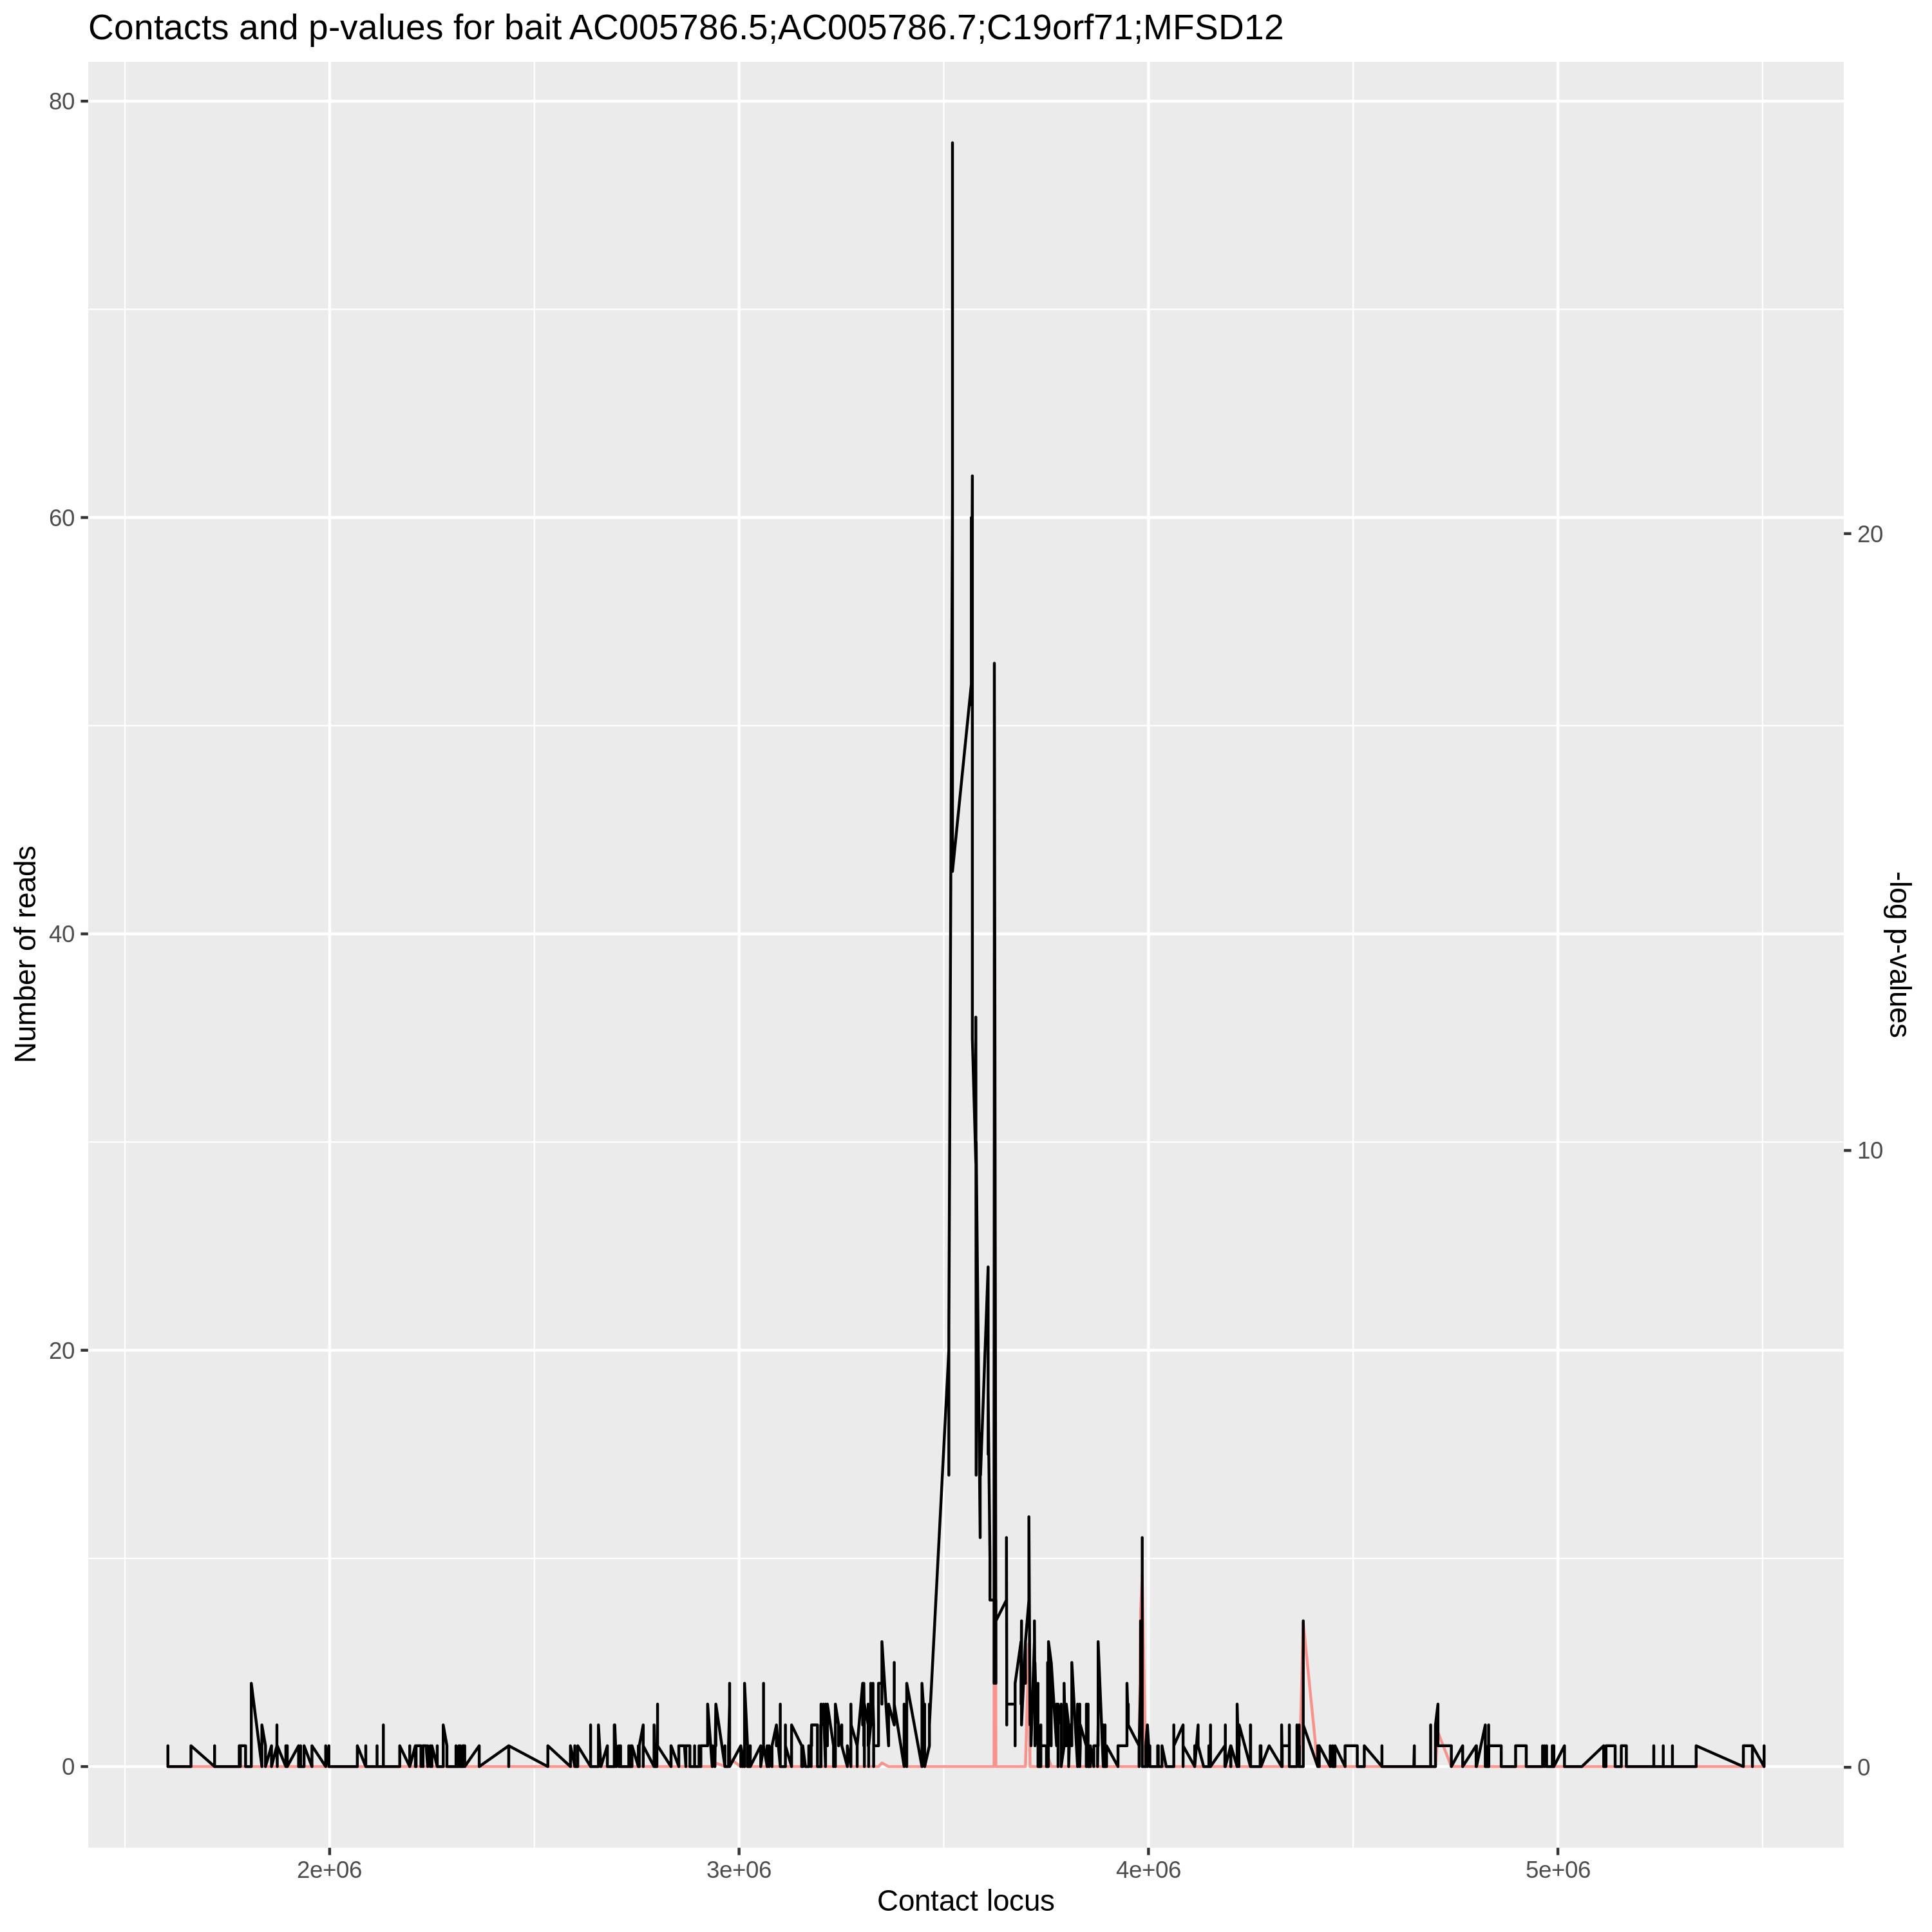 Contacts and p-values for bait AC005786.5;AC005786.7;C19orf71;MFSD12
80
60
40
20
0
Number of reads
20
10
0
-log p-values
2e+06 3e+06 4e+06 5e+06
Contact locus